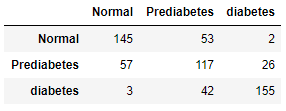 Normal Prediabetes diabetes
Normal 145 53 2
Prediabetes 57 117 26
diabetes 3 42 155